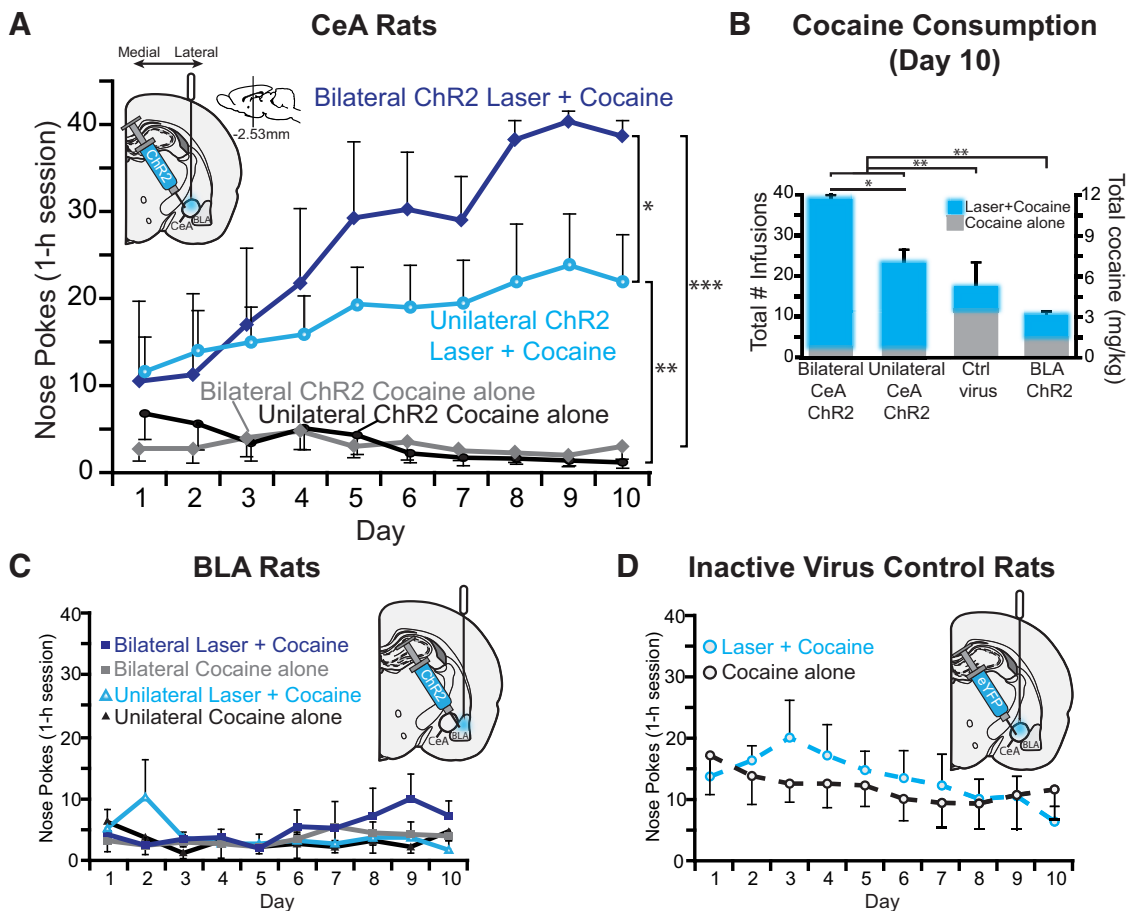 A
CeA Rats
Medial Lateral
-2.53mm
ChR2
CeA
BLA
Nose Pokes (1-h session)
40
30
20
10
0
Bilateral ChR2 Laser + Cocaine
Unilateral ChR2
Laser + Cocaine
Bilateral ChR2 Cocaine alone
Unilateral ChR2 Cocaine alone
*
**
***
1 2 3 4 5 6 7 8 9 10
Day
B
Cocaine Consumption
(Day 10)
**
**
*
Laser+Cocaine
Cocaine alone
Total # Infusions
40
30
20
10
0
Total cocaine (mg/kg)
12
9
6
3
0
Bilateral
CeA
ChR2
Unilateral
CeA
ChR2
Ctrl
virus
BLA
ChR2
C
BLA Rats
Nose Pokes (1-h session)
40
30
20
10
0
Bilateral Laser + Cocaine
Bilateral Cocaine alone
Unilateral Laser + Cocaine
Unilateral Cocaine alone
ChR2
CeA
BLA
1 2 3 4 5 6 7 8 9 10
Day
D
Inactive Virus Control Rats
Nose Pokes (1-h session)
40
30
20
10
0
Laser + Cocaine
Cocaine alone
eYFP
CeA
BLA
1 2 3 4 5 6 7 8 9 10
Day